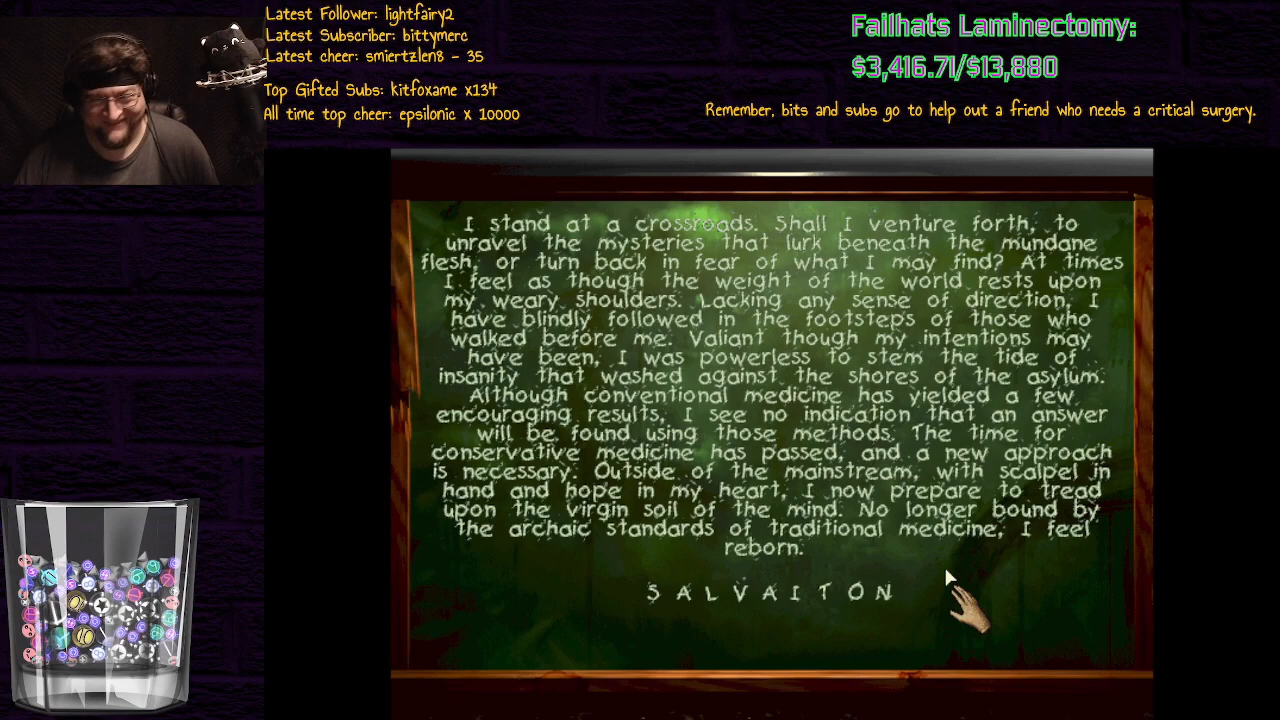 Latest Follower: lightfairy2
Latest Subscriber: bittymerc
Latest cheer: smiertzlen8 - 35
Top Gifted Subs: kitfoxame x134
All time top cheer: epsilonic x 10000
Failhats Laminectomy:
$3,416.71/$13,880
Remember, bits and subs go to help out a friend who needs a critical surgery.
I stand at a crossroads. Shall I venture forth, to
unravel the mysteries that lurk beneath the mundane
flesh, or turn back in fear of what I may find? At times
I feel as though the weight of the world rests upon
my weary shoulders. Lacking any sense of direction, I
have blindly followed in the footsteps of those who
walked before me. Valiant though my intentions may
have been, I was powerless to stem the tide of
insanity that washed against the shores of the asylum.
Although conventional medicine has yielded a few
encouraging results, I see no indication that an answer
will be found using those methods. The time for
conservative medicine has passed, and a new approach
is necessary. Outside of the mainstream, with scalpel in
hand and hope in my heart, I now prepare to tread
upon the virgin soil of the mind. No longer bound by
the archaic standards of traditional medicine, I feel
reborn.
S A L V A I T O N